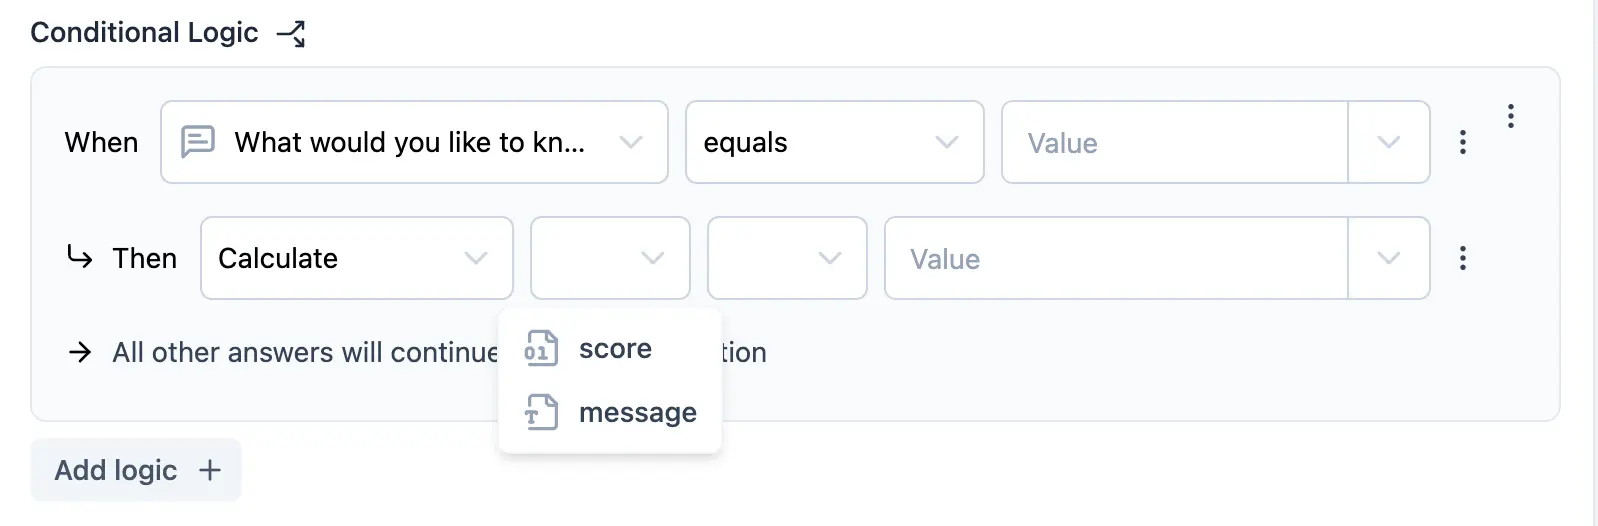 Conditional Logic
When What would you like to kn... equals Value
Then Calculate Value
All other answers will continue tion
score
message
Add logic +